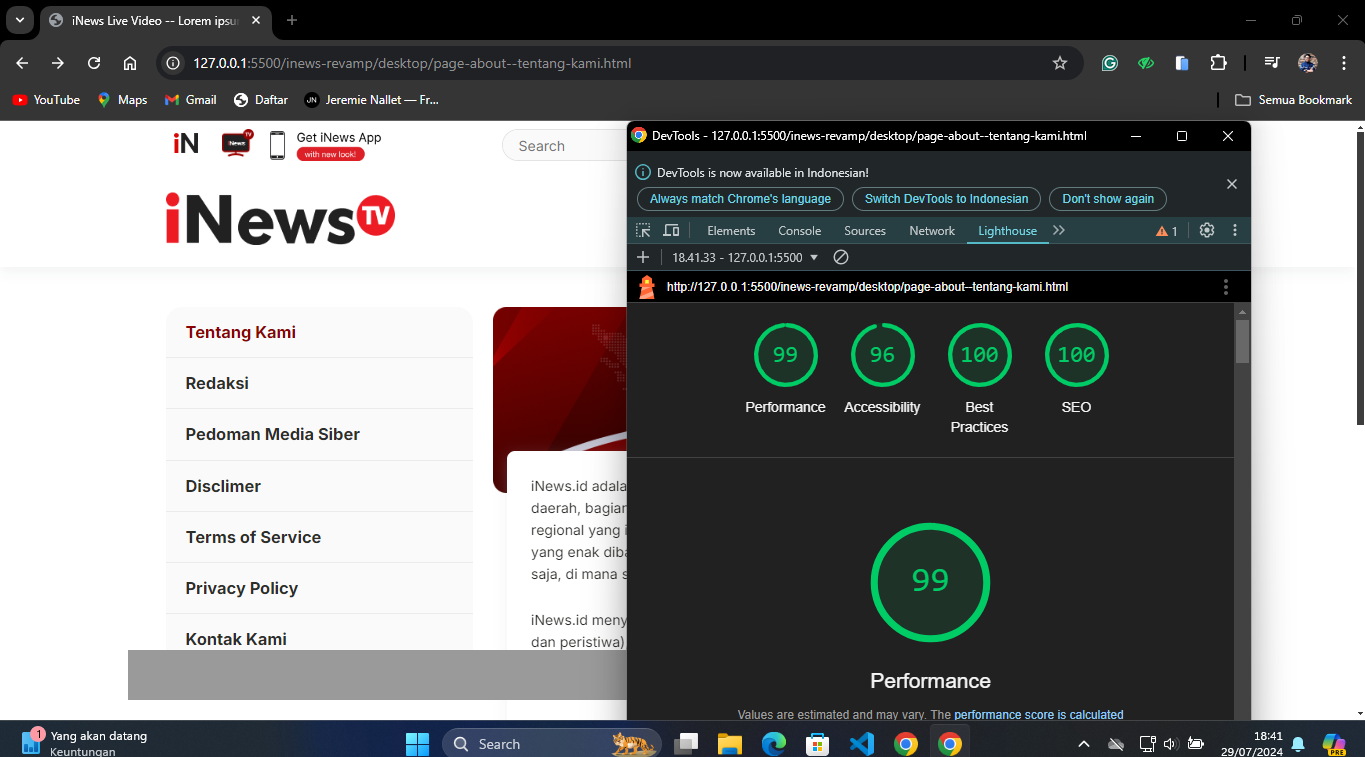 iNews Live Video -- Lorem ipsu
127.0.0.1:5500/inews-revamp/desktop/page-about--tentang-kami.html
YouTube
Maps
Gmail
Daftar
JN
Jeremie Nallet — Fr...
Semua Bookmark
iN
iNews
TV
Get iNews App
with new look!
Search
iNews TV
Tentang Kami
Redaksi
Pedoman Media Siber
Disclimer
Terms of Service
Privacy Policy
Kontak Kami
iNews.id adala
daerah, bagian
regional yang i
yang enak diba
saja, di mana s
iNews.id meny
dan peristiwa)
DevTools - 127.0.0.1:5500/inews-revamp/desktop/page-about--tentang-kami.html
DevTools is now available in Indonesian!
Always match Chrome's language
Switch DevTools to Indonesian
Don't show again
Elements
Console
Sources
Network
Lighthouse
1
18.41.33 - 127.0.0.1:5500
http://127.0.0.1:5500/inews-revamp/desktop/page-about--tentang-kami.html
99
96
100
100
Performance
Accessibility
Best
Practices
SEO
99
Performance
Values are estimated and may vary. The performance score is calculated
1
Yang akan datang
Keuntungan
Search
18:41
29/07/2024
PRE